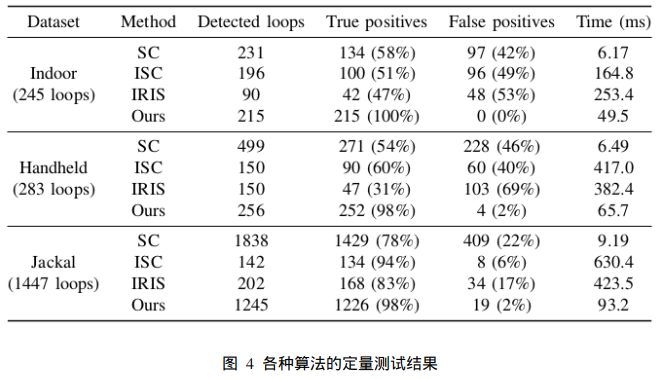 Dataset Method Detected loops True positives False positives Time (ms)
SC 231 134 (58%) 97 (42%) 6.17
Indoor ISC 196 100 (51%) 96 (49%) 164.8
(245 loops) IRIS 90 42 (47%) 48 (53%) 253.4
Ours 215 215 (100%) 0 (0%) 49.5
SC 499 271 (54%) 228 (46%) 6.49
Handheld ISC 150 90 (60%) 60 (40%) 417.0
(283 loops) IRIS 150 47 (31%) 103 (69%) 382.4
Ours 256 252 (98%) 4 (2%) 65.7
SC 1838 1429 (78%) 409 (22%) 9.19
Jackal ISC 142 134 (94%) 8 (6%) 630.4
(1447 loops) IRIS 202 168 (83%) 34 (17%) 423.5
Ours 1245 1226 (98%) 19 (2%) 93.2
图 4 各种算法的定量测试结果